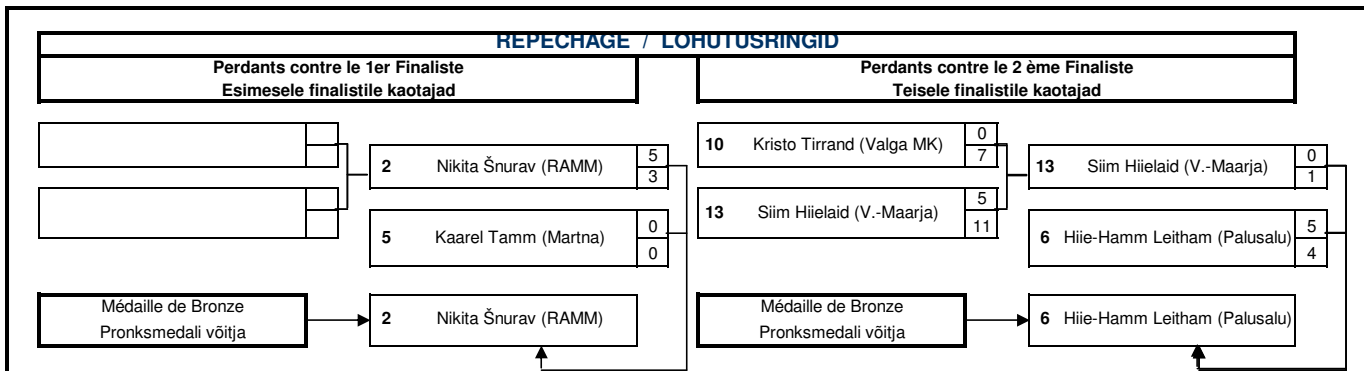 REPECHAGE / LOHUTUSRINGID
Perdants contre le 1er Finaliste
Esimesele finalistile kaotajad
Perdants contre le 2 ème Finaliste
Teisele finalistile kaotajad
2 Nikita Šnurav (RAMM) 5
3
5 Kaarel Tamm (Martna) 0
0
10 Kristo Tirrand (Valga MK) 0
7
13 Siim Hiielaid (V.-Maarja) 5
11
13 Siim Hiielaid (V.-Maarja) 0
1
6 Hiie-Hamm Leitham (Palusalu) 5
4
Médaille de Bronze
Pronksmedali võitja
2 Nikita Šnurav (RAMM)
Médaille de Bronze
Pronksmedali võitja
6 Hiie-Hamm Leitham (Palusalu)